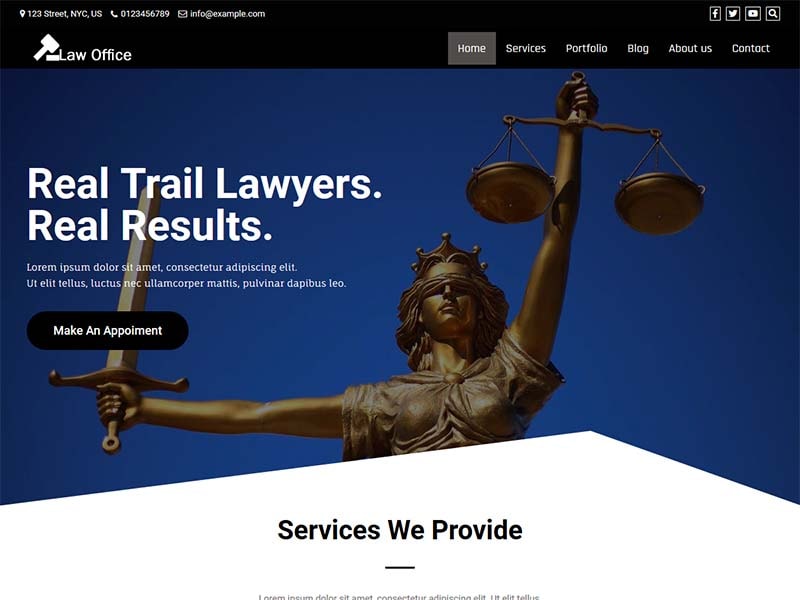 123 Street, NYC, US 0123456789 info@example.com
Law Office
Home Services Portfolio Blog About us Contact
Real Trail Lawyers.
Real Results.
Lorem ipsum dolor sit amet, consectetur adipiscing elit.
Ut elit tellus, luctus nec ullamcorper mattis, pulvinar dapibus leo.
Make An Appoiment
Services We Provide
Lorem ipsum dolor sit amet, consectetur adipiscing elit. Ut elit tellus,